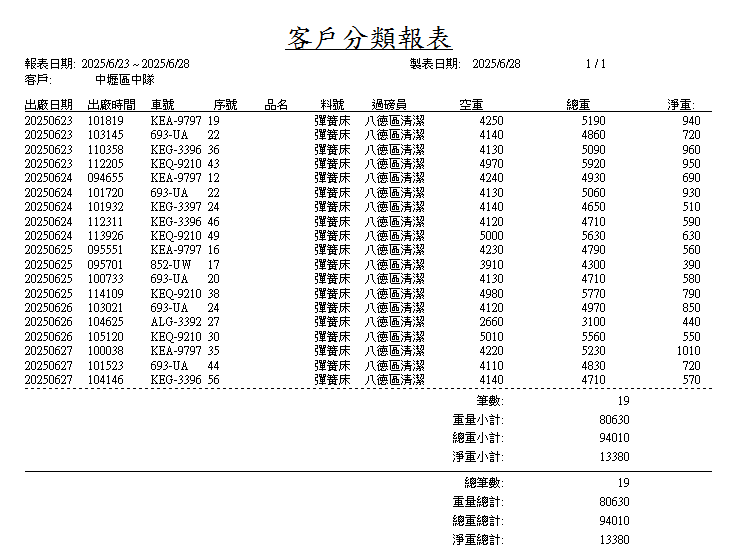 客戶分類報表
報表日期: 2025/6/23 ~ 2025/6/28 製表日期: 2025/6/28 1 / 1
客戶: 中壢區中隊
出廠日期 出廠時間 車號 序號 品名 料號 過磅員 空重 總重 淨重:
20250623 101819 KEA-9797 19 彈簧床 八德區清潔 4250 5190 940
20250623 103145 693-UA 22 彈簧床 八德區清潔 4140 4860 720
20250623 110358 KEG-3396 36 彈簧床 八德區清潔 4130 5090 960
20250623 112205 KEQ-9210 43 彈簧床 八德區清潔 4970 5920 950
20250624 094655 KEA-9797 12 彈簧床 八德區清潔 4240 4930 690
20250624 101720 693-UA 22 彈簧床 八德區清潔 4130 5060 930
20250624 101932 KEG-3397 24 彈簧床 八德區清潔 4140 4650 510
20250624 112311 KEG-3396 46 彈簧床 八德區清潔 4120 4710 590
20250624 113926 KEQ-9210 49 彈簧床 八德區清潔 5000 5630 630
20250625 095551 KEA-9797 16 彈簧床 八德區清潔 4230 4790 560
20250625 095701 852-UW 17 彈簧床 八德區清潔 3910 4300 390
20250625 100733 693-UA 20 彈簧床 八德區清潔 4130 4710 580
20250625 114109 KEQ-9210 38 彈簧床 八德區清潔 4980 5770 790
20250626 103021 693-UA 24 彈簧床 八德區清潔 4120 4970 850
20250626 104625 ALG-3392 27 彈簧床 八德區清潔 2660 3100 440
20250626 105120 KEQ-9210 30 彈簧床 八德區清潔 5010 5560 550
20250627 100038 KEA-9797 35 彈簧床 八德區清潔 4220 5230 1010
20250627 101523 693-UA 44 彈簧床 八德區清潔 4110 4830 720
20250627 104146 KEG-3396 56 彈簧床 八德區清潔 4140 4710 570
筆數: 19
重量小計: 80630
總重小計: 94010
淨重小計: 13380
總筆數: 19
重量總計: 80630
總重總計: 94010
淨重總計: 13380